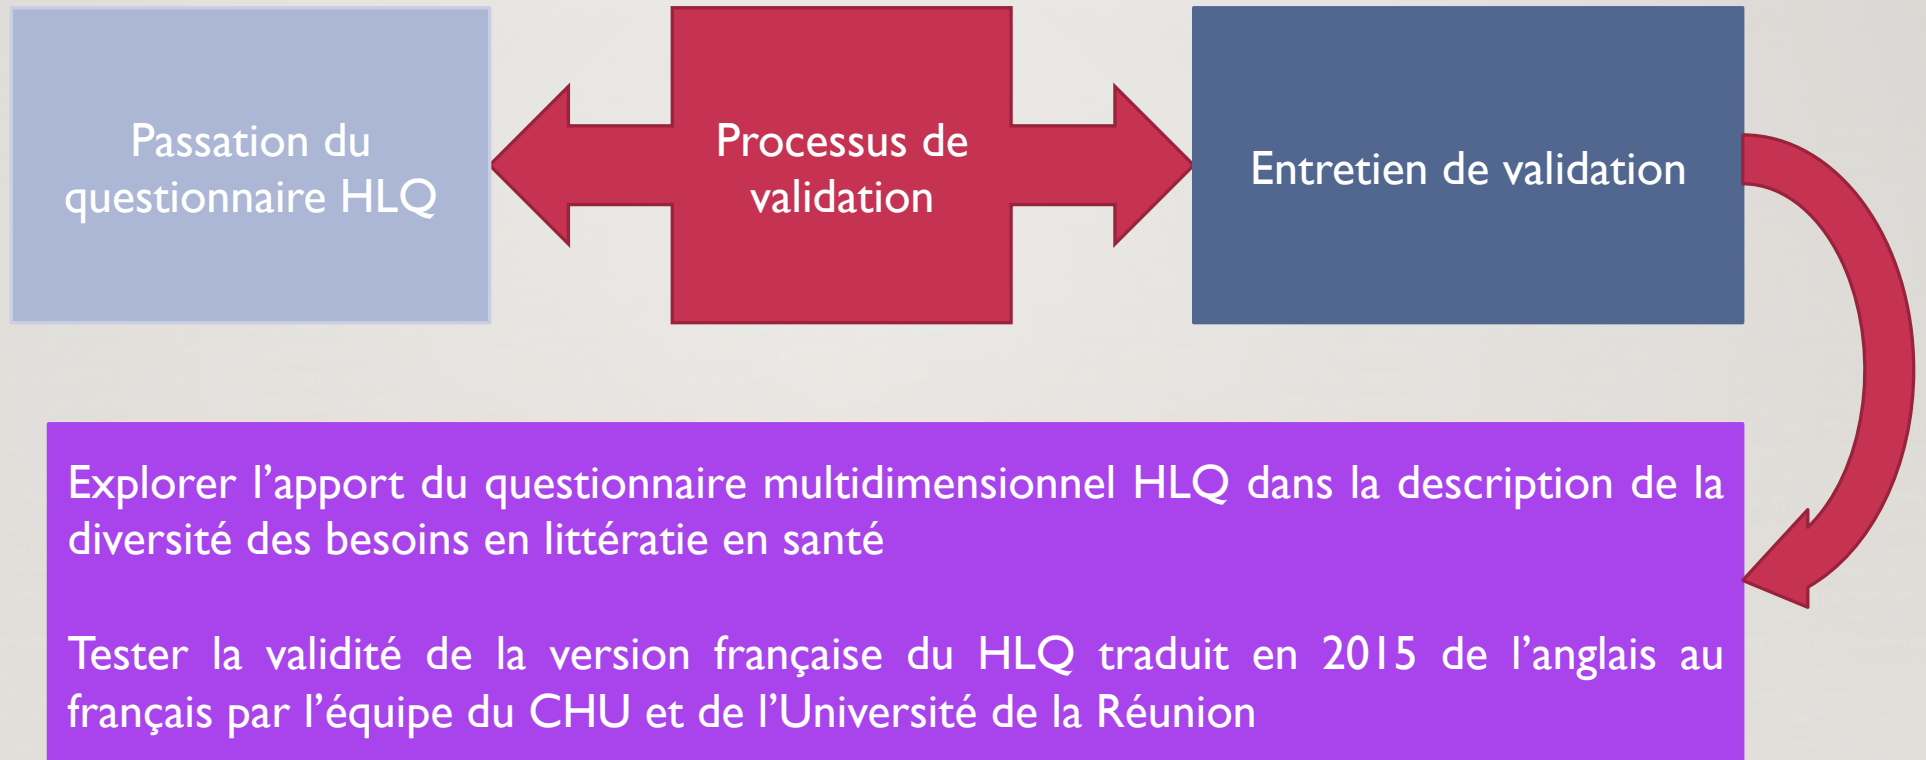 Passation du
questionnaire HLQ
Processus de
validation
Entretien de validation
Explorer l’apport du questionnaire multidimensionnel HLQ dans la description de la
diversité des besoins en littératie en santé
Tester la validité de la version française du HLQ traduit en 2015 de l’anglais au
français par l’équipe du CHU et de l’Université de la Réunion